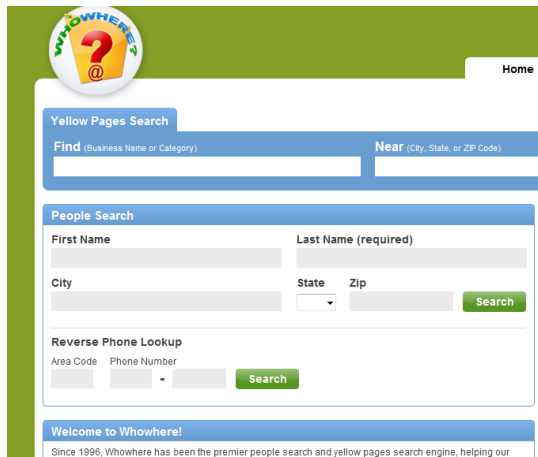 WHOWHERE?
?
@
Home
Yellow Pages Search
Find (Business Name or Category) Near (City, State, or ZIP Code)
People Search
First Name Last Name (required)
City State Zip
Search
Reverse Phone Lookup
Area Code Phone Number
- Search
Welcome to Whowhere!
Since 1996, Whowhere has been the premier people search and yellow pages search engine, helping our